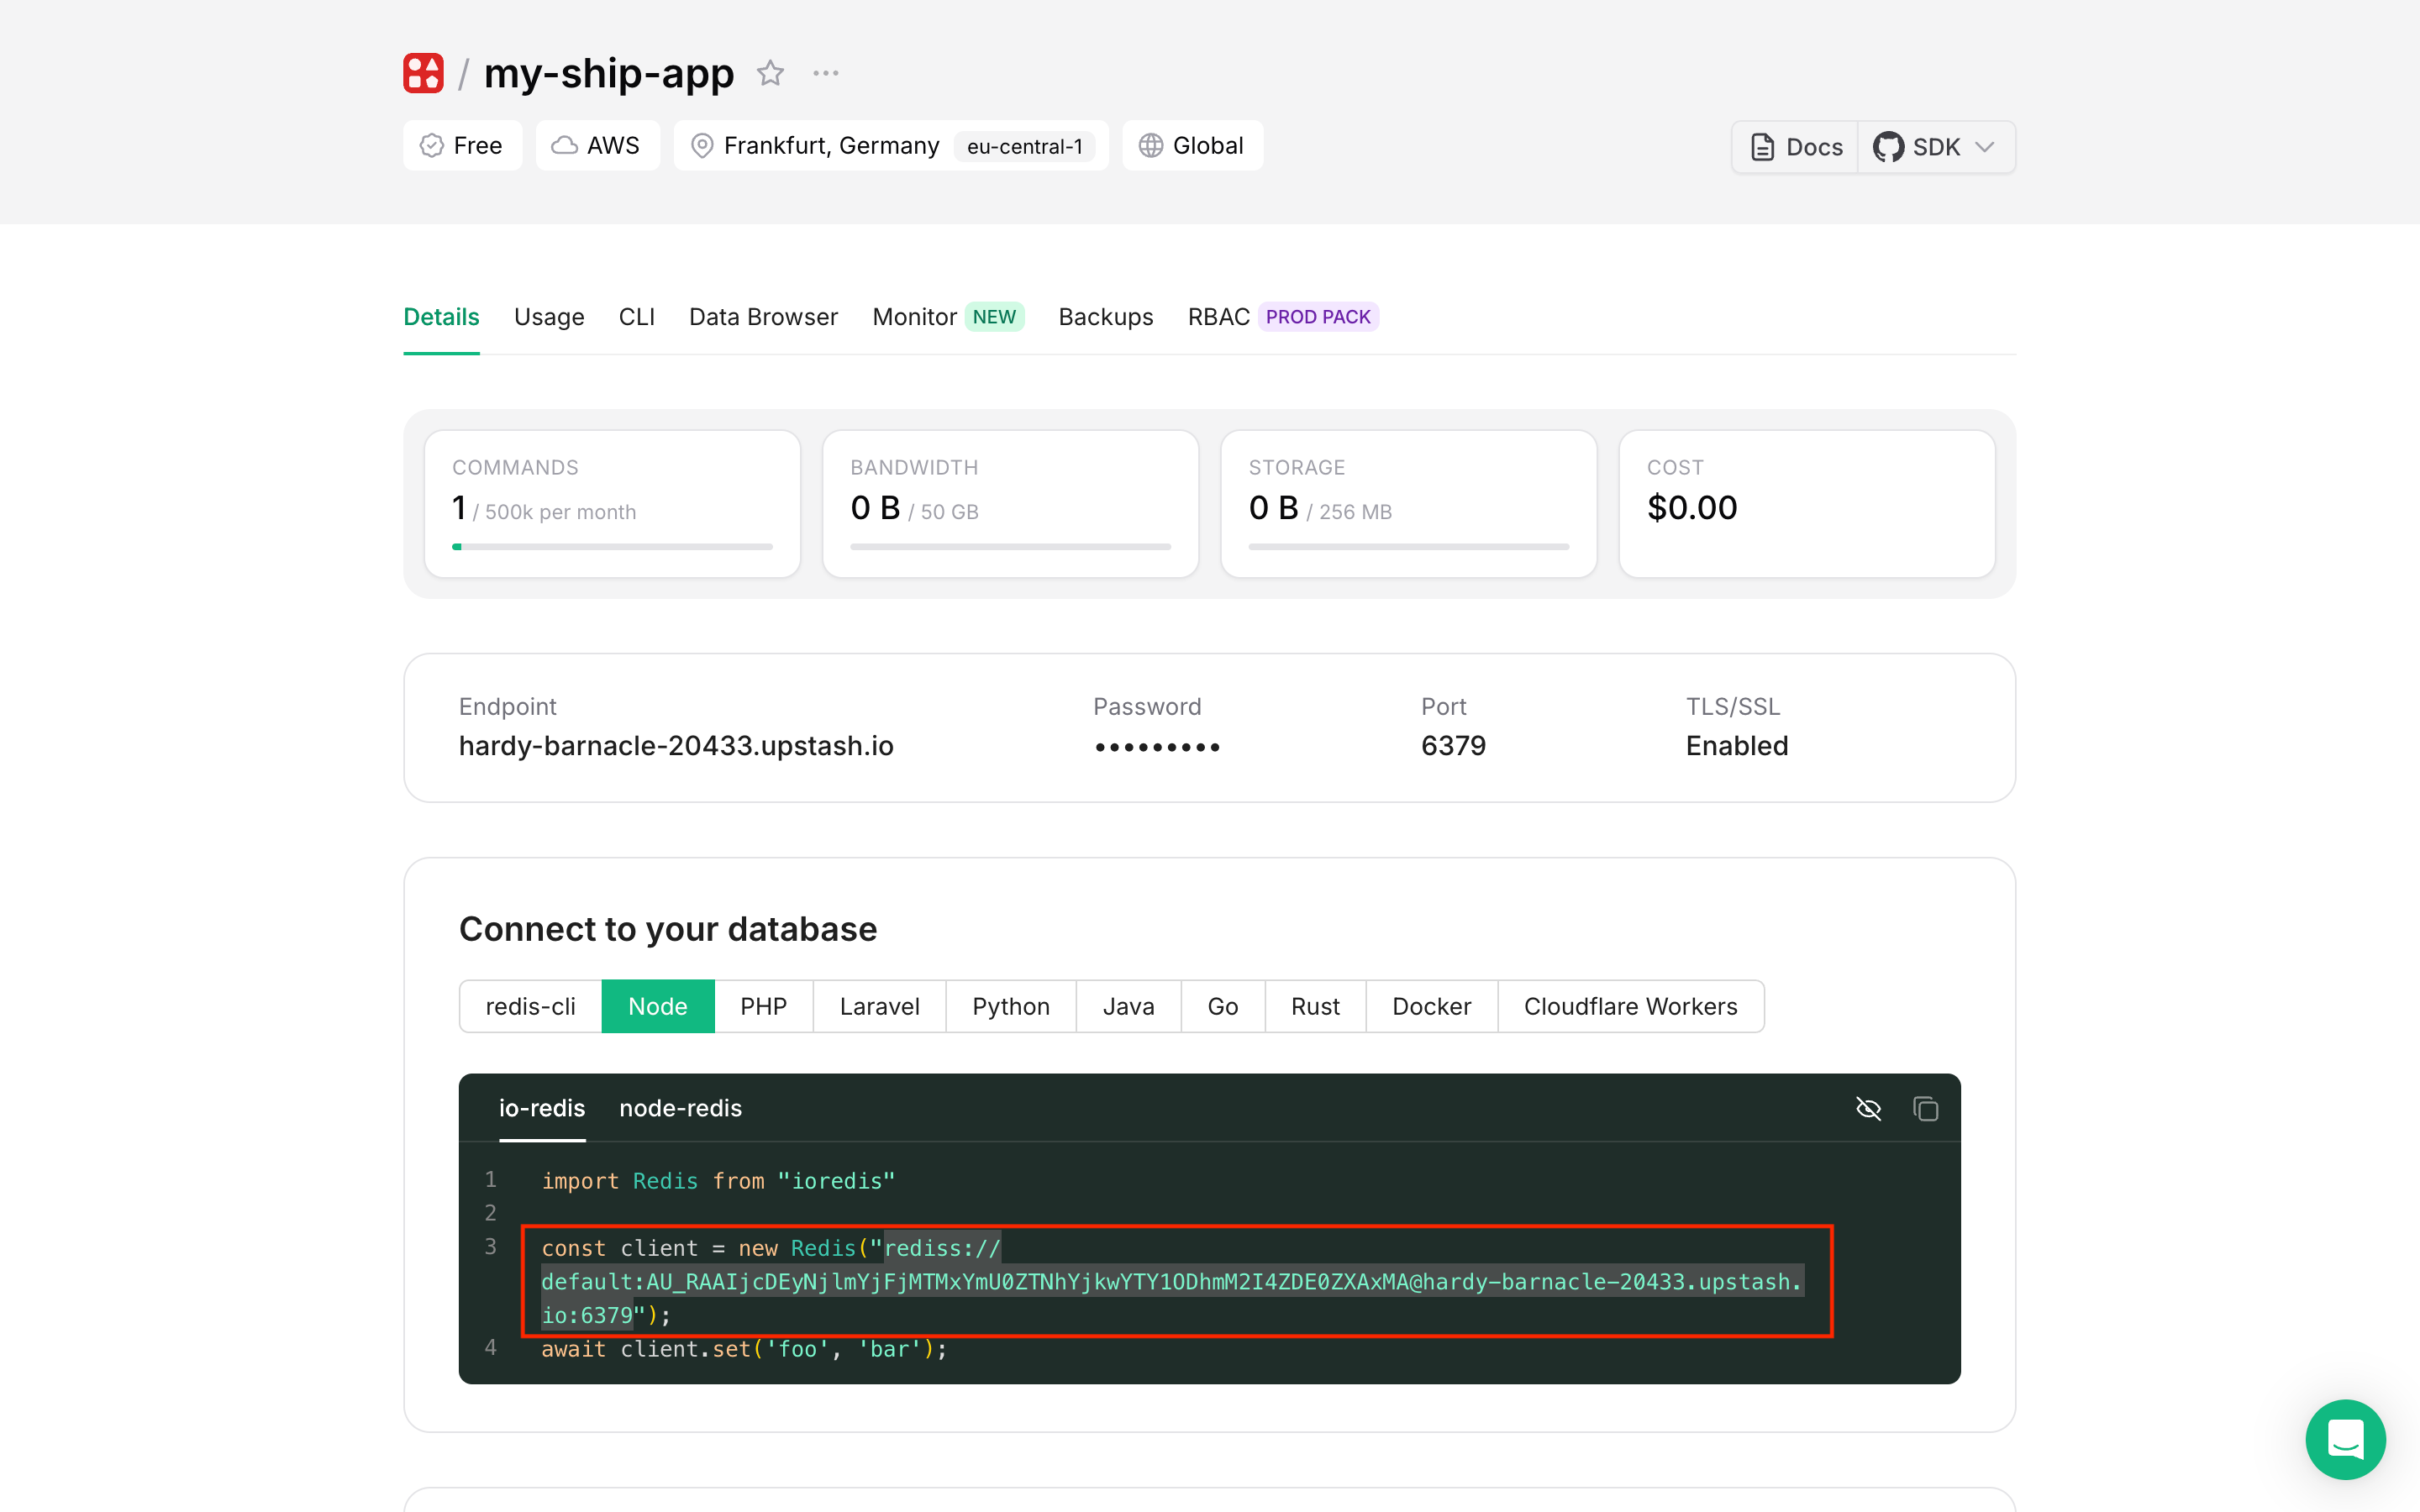 / my-ship-app
Free AWS Frankfurt, Germany eu-central-1 Global Docs SDK
Details Usage CLI Data Browser Monitor NEW Backups RBAC PROD PACK
COMMANDS BANDWIDTH STORAGE COST
1 / 500k per month 0 B / 50 GB 0 B / 256 MB $0.00
Endpoint Password Port TLS/SSL
hardy-barnacle-20433.upstash.io ••••••••• 6379 Enabled
Connect to your database
redis-cli Node PHP Laravel Python Java Go Rust Docker Cloudflare Workers
io-redis node-redis
1 import Redis from "ioredis"
2
3 const client = new Redis("rediss://
default:AU_RAAIjcDEyNjlmYjFjMTMxYmU0ZTNhYjkwYTY1ODhmM2I4ZDE0ZXAxMA@hardy-barnacle-20433.upstash.
io:6379");
4 await client.set('foo', 'bar');